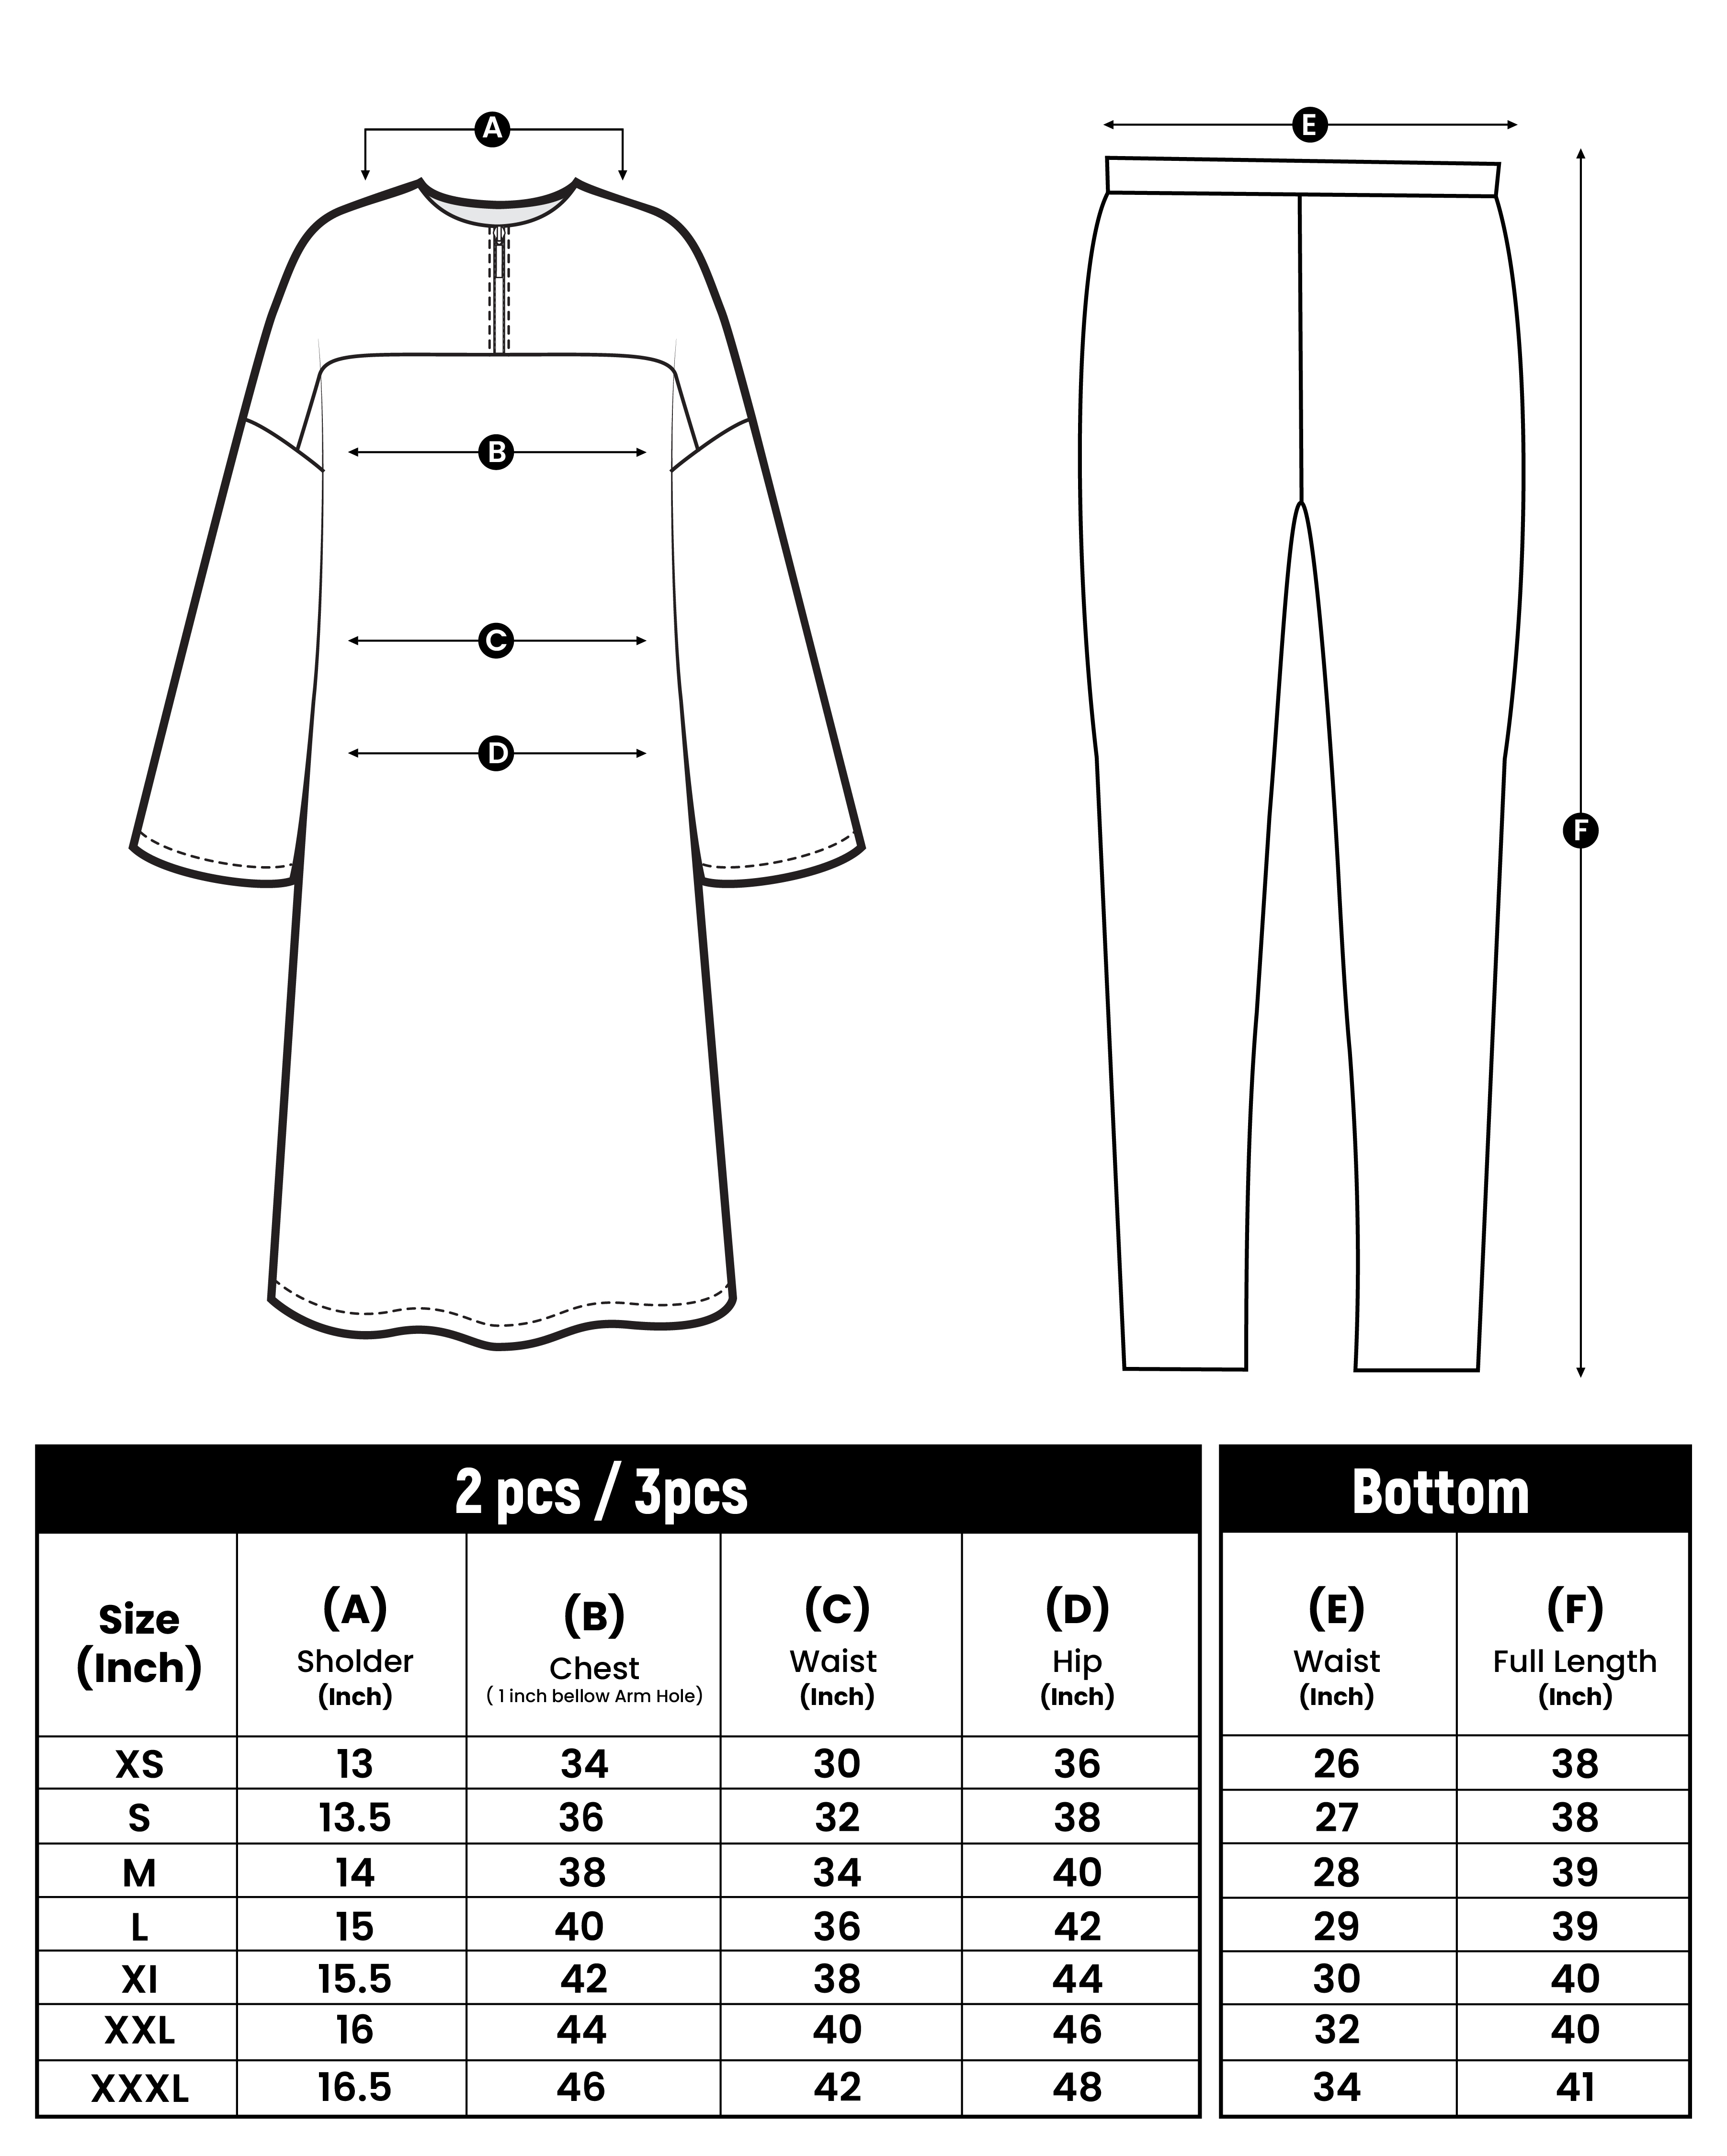 A
E
B
C
D
F
2 pcs / 3pcs
Bottom
Size
(Inch)
(A)
Sholder
(Inch)
(B)
Chest
( 1 inch bellow Arm Hole)
(C)
Waist
(Inch)
(D)
Hip
(Inch)
(E)
Waist
(Inch)
(F)
Full Length
(Inch)
XS 13 34 30 36 26 38
S 13.5 36 32 38 27 38
M 14 38 34 40 28 39
L 15 40 36 42 29 39
XI 15.5 42 38 44 30 40
XXL 16 44 40 46 32 40
XXXL 16.5 46 42 48 34 41